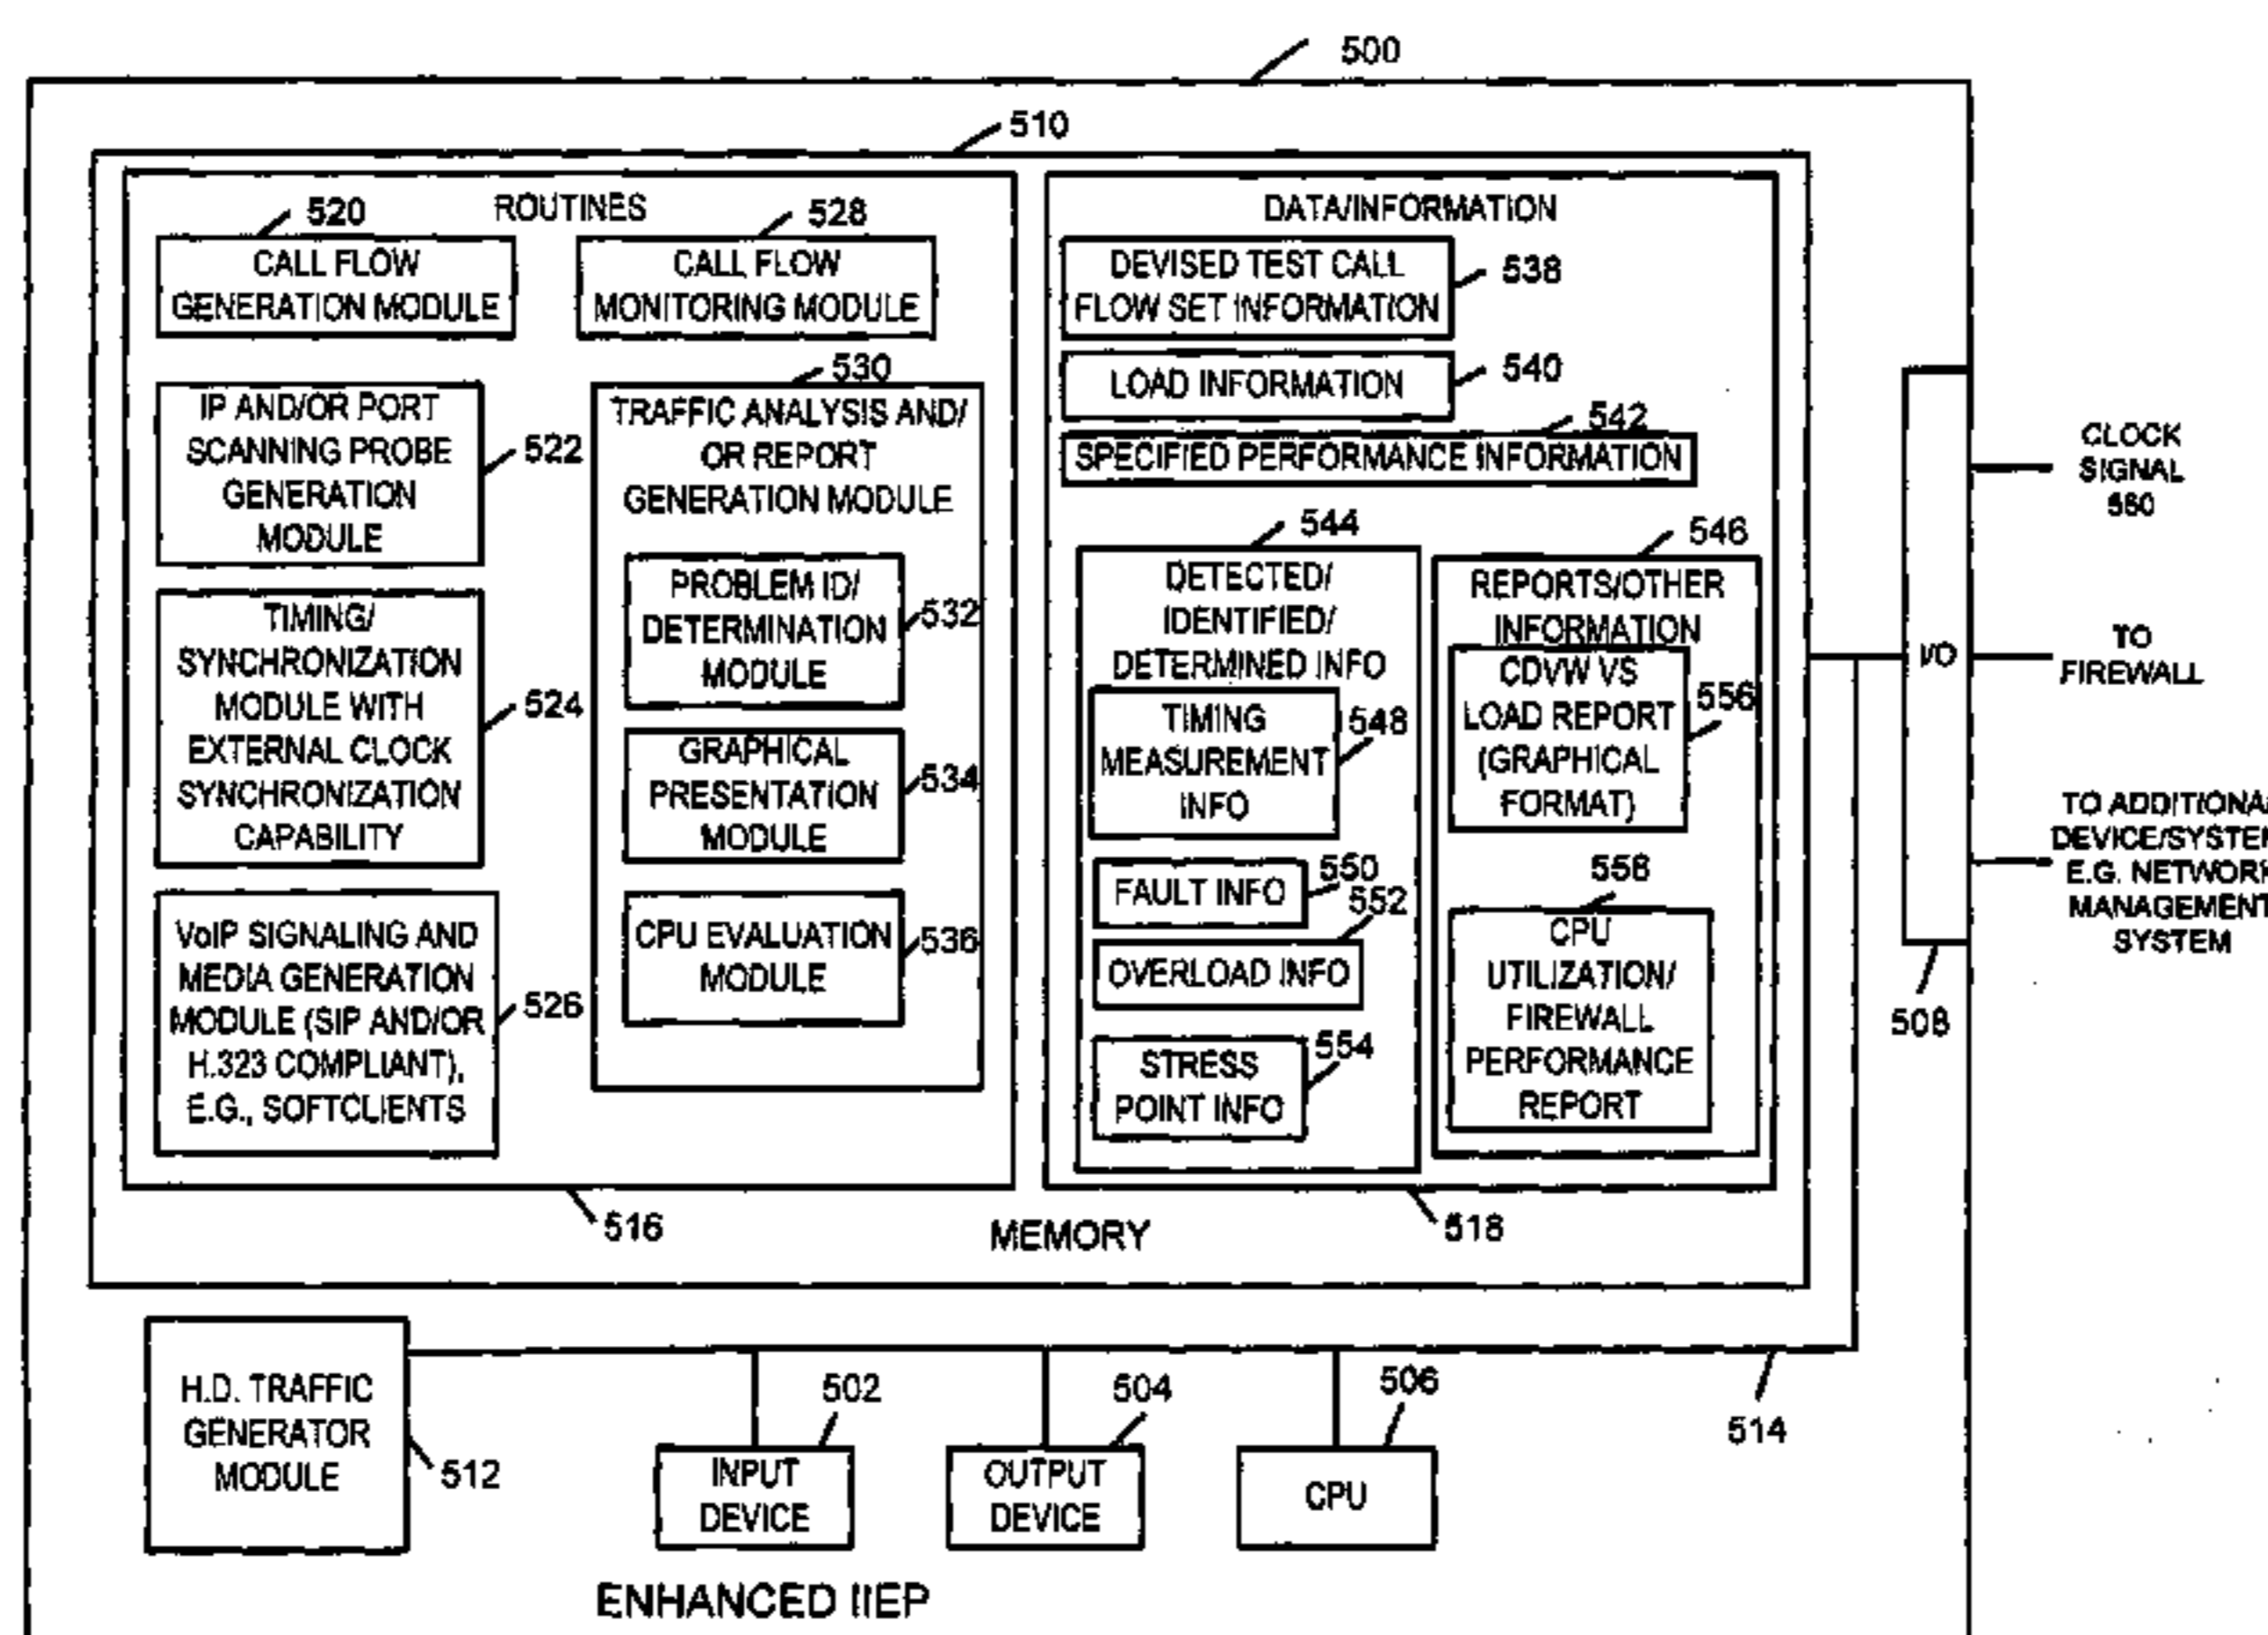 500
510
ROUTINES
520
CALL FLOW
GENERATION MODULE
528
CALL FLOW
MONITORING MODULE
IP AND/OR PORT
SCANNING PROBE
GENERATION
MODULE
522
TIMING/
SYNCHRONIZATION
MODULE WITH
EXTERNAL CLOCK
SYNCHRONIZATION
CAPABILITY
524
VoIP SIGNALING AND
MEDIA GENERATION
MODULE (SIP AND/OR
H.323 COMPLIANT),
E.G., SOFTCLIENTS
526
530
TRAFFIC ANALYSIS AND/
OR REPORT
GENERATION MODULE
PROBLEM ID/
DETERMINATION
MODULE
532
GRAPHICAL
PRESENTATION
MODULE
534
CPU EVALUATION
MODULE
536
516
DATA/INFORMATION
DEVISED TEST CALL
FLOW SET INFORMATION
538
LOAD INFORMATION
540
542
SPECIFIED PERFORMANCE INFORMATION
544
DETECTED/
IDENTIFIED/
DETERMINED INFO
TIMING
MEASUREMENT
INFO
548
FAULT INFO
550
552
OVERLOAD INFO
STRESS
POINT INFO
554
546
REPORTS/OTHER
INFORMATION
CDVW VS
LOAD REPORT
(GRAPHICAL
FORMAT)
556
558
CPU
UTILIZATION/
FIREWALL
PERFORMANCE
REPORT
518
MEMORY
I/O
508
CLOCK
SIGNAL
560
TO
FIREWALL
TO ADDITIONAL
DEVICE/SYSTEM
E.G. NETWORK
MANAGEMENT
SYSTEM
H.D. TRAFFIC
GENERATOR
MODULE
512
502
INPUT
DEVICE
504
OUTPUT
DEVICE
506
CPU
514
ENHANCED IIEP